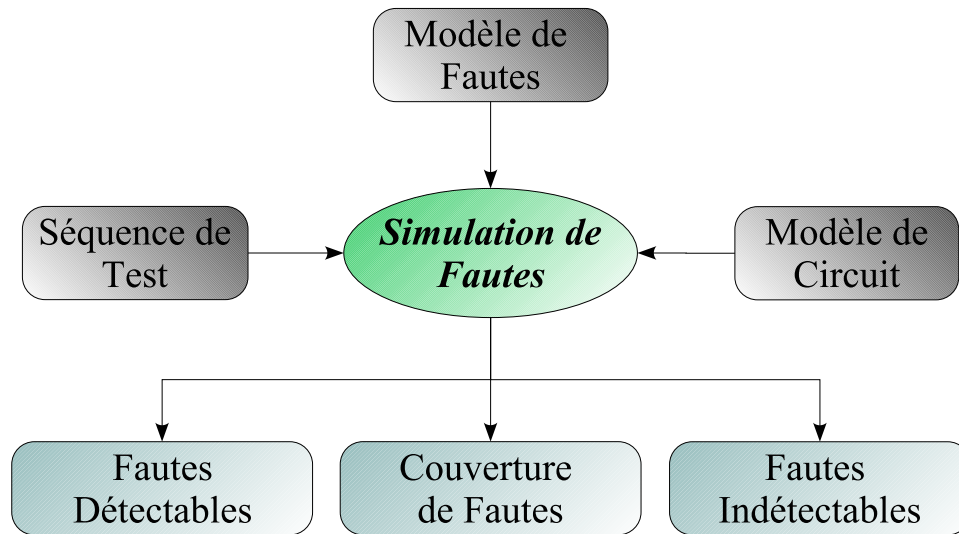 Modèle de
Fautes
Séquence de
Test
Simulation de
Fautes
Modèle de
Circuit
Fautes
Détectables
Couverture
de Fautes
Fautes
Indétectables